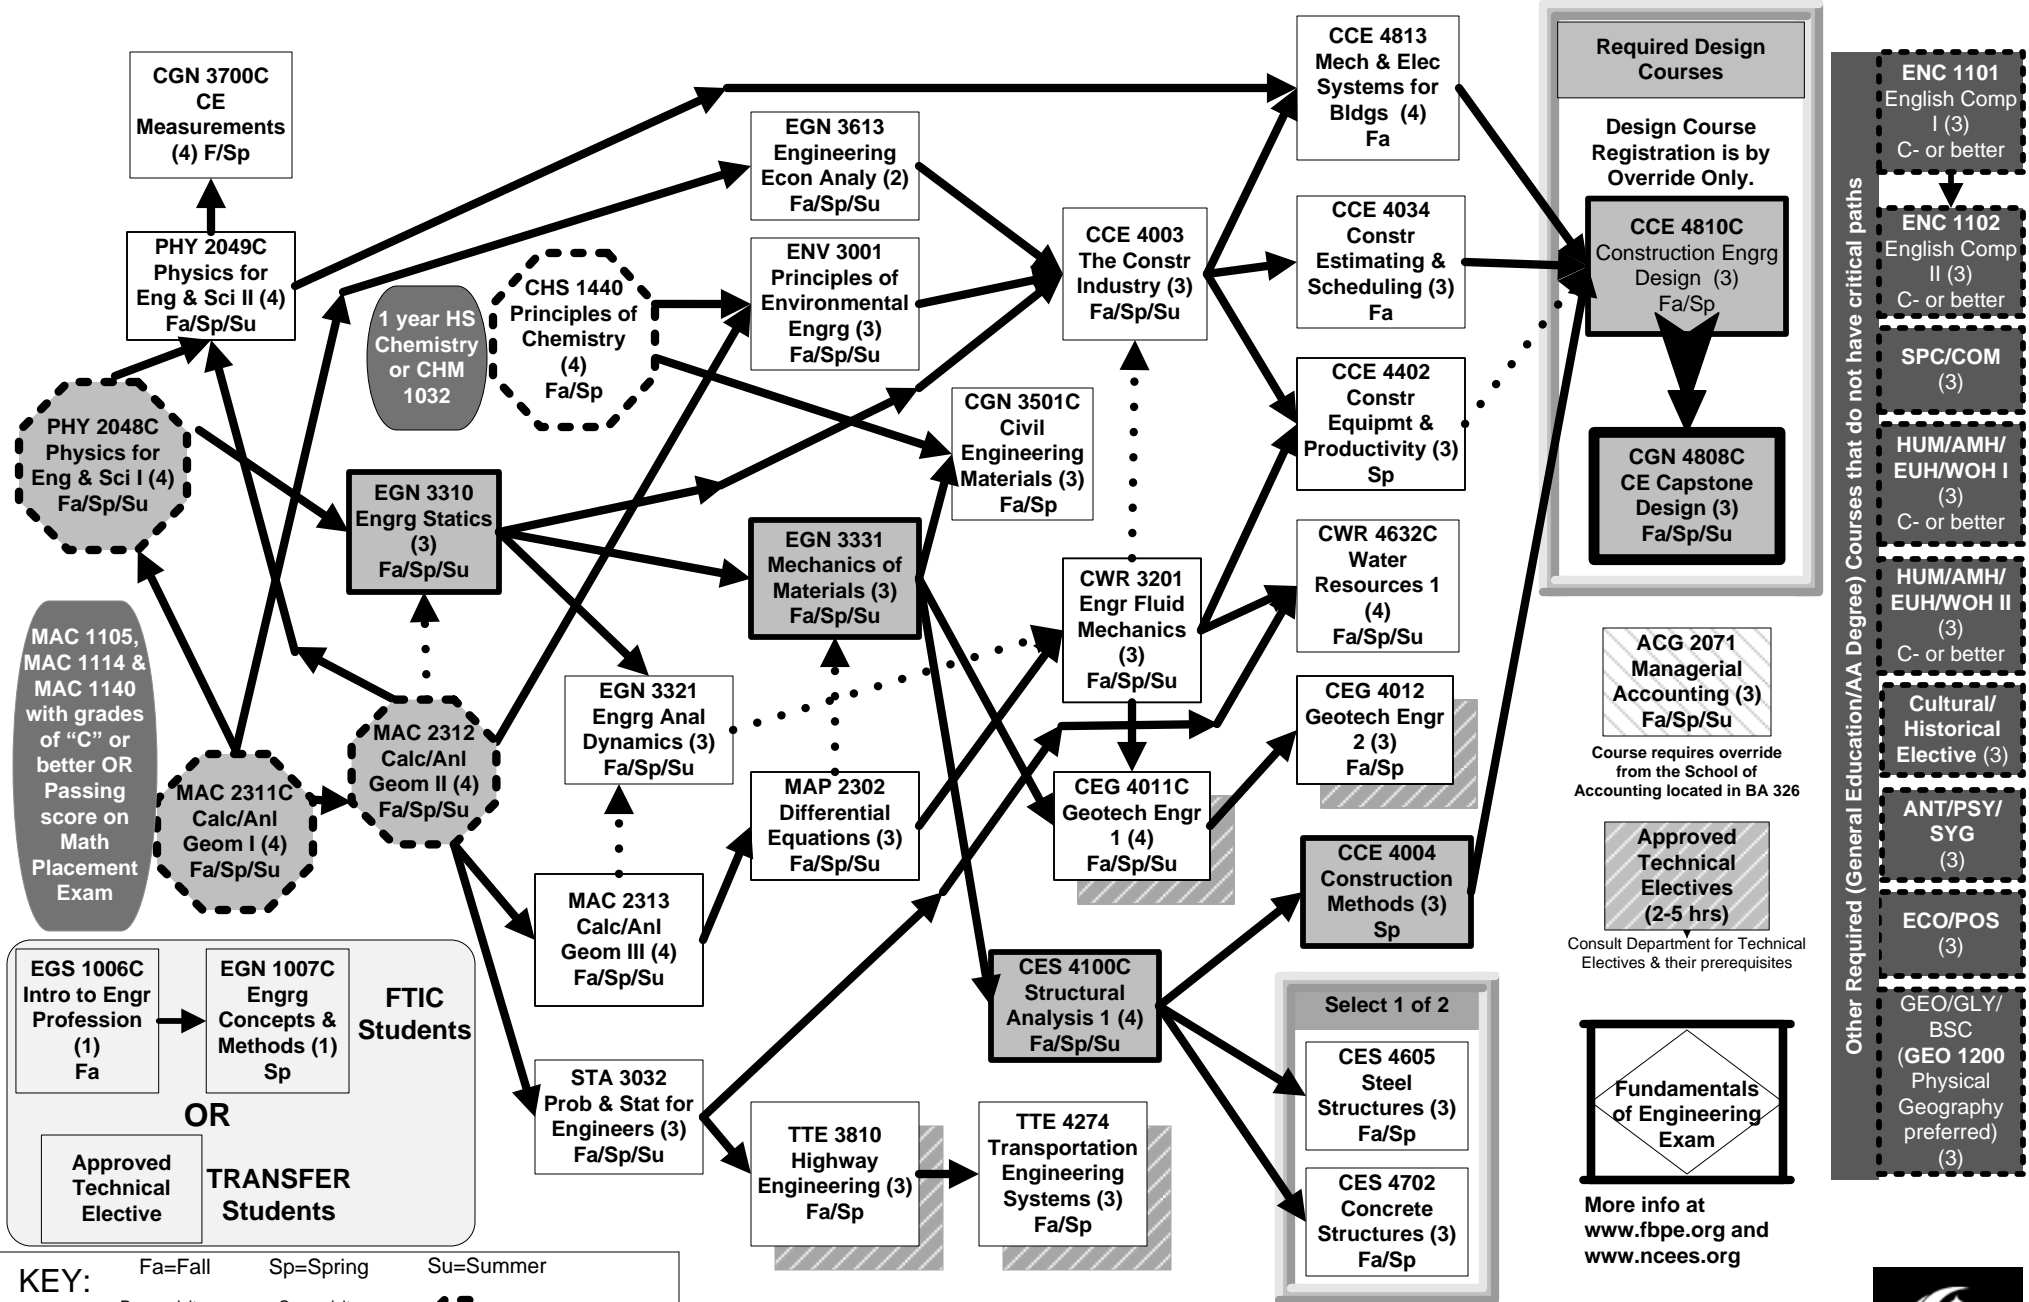 CGN 3700C
CE
Measurements
(4) F/Sp
PHY 2049C
Physics for
Eng & Sci II (4)
Fa/Sp/Su
PHY 2048C
Physics for
Eng & Sci I (4)
Fa/Sp/Su
MAC 1105,
MAC 1114 &
MAC 1140
with grades
of “C” or
better OR
Passing
score on
Math
Placement
Exam
MAC 2311C
Calc/Anl
Geom I (4)
Fa/Sp/Su
MAC 2312
Calc/Anl
Geom II (4)
Fa/Sp/Su
1 year HS
Chemistry
or CHM
1032
CHS 1440
Principles of
Chemistry
(4)
Fa/Sp
EGN 3310
Engrg Statics
(3)
Fa/Sp/Su
EGN 3321
Engrg Anal
Dynamics (3)
Fa/Sp/Su
MAC 2313
Calc/Anl
Geom III (4)
Fa/Sp/Su
STA 3032
Prob & Stat for
Engineers (3)
Fa/Sp/Su
EGN 3613
Engineering
Econ Analy (2)
Fa/Sp/Su
ENV 3001
Principles of
Environmental
Engrg (3)
Fa/Sp/Su
EGN 3331
Mechanics of
Materials (3)
Fa/Sp/Su
MAP 2302
Differential
Equations (3)
Fa/Sp/Su
TTE 3810
Highway
Engineering (3)
Fa/Sp
CGN 3501C
Civil
Engineering
Materials (3)
Fa/Sp
CCE 4003
The Constr
Industry (3)
Fa/Sp/Su
CWR 3201
Engr Fluid
Mechanics
(3)
Fa/Sp/Su
CEG 4011C
Geotech Engr
1 (4)
Fa/Sp/Su
CES 4100C
Structural
Analysis 1 (4)
Fa/Sp/Su
TTE 4274
Transportation
Engineering
Systems (3)
Fa/Sp
CCE 4813
Mech & Elec
Systems for
Bldgs (4)
Fa
CCE 4034
Constr
Estimating &
Scheduling (3)
Fa
CCE 4402
Constr
Equipmt &
Productivity (3)
Sp
CWR 4632C
Water
Resources 1
(4)
Fa/Sp/Su
CEG 4012
Geotech Engr
2 (3)
Fa/Sp
CCE 4004
Construction
Methods (3)
Sp
Select 1 of 2
CES 4605
Steel
Structures (3)
Fa/Sp
CES 4702
Concrete
Structures (3)
Fa/Sp
Required Design
Courses
Design Course
Registration is by
Override Only.
CCE 4810C
Construction Engrg
Design (3)
Fa/Sp
CGN 4808C
CE Capstone
Design (3)
Fa/Sp/Su
ACG 2071
Managerial
Accounting (3)
Fa/Sp/Su
Course requires override
from the School of
Accounting located in BA 326
Approved
Technical
Electives
(2-5 hrs)
Consult Department for Technical
Electives & their prerequisites
Fundamentals
of Engineering
Exam
More info at
www.fbpe.org and
www.ncees.org
Other Required (General Education/AA Degree) Courses that do not have critical paths
ENC 1101
English Comp
I (3)
C- or better
ENC 1102
English Comp
II (3)
C- or better
SPC/COM
(3)
HUM/AMH/
EUH/WOH I
(3)
C- or better
HUM/AMH/
EUH/WOH II
(3)
C- or better
Cultural/
Historical
Elective (3)
ANT/PSY/
SYG
(3)
ECO/POS
(3)
GEO/GLY/
BSC
(GEO 1200
Physical
Geography
preferred)
(3)
EGS 1006C
Intro to Engr
Profession
(1)
Fa
EGN 1007C
Engrg
Concepts &
Methods (1)
Sp
FTIC
Students
OR
Approved
Technical
Elective
TRANSFER
Students
KEY:
Fa=Fall
Sp=Spring
Su=Summer